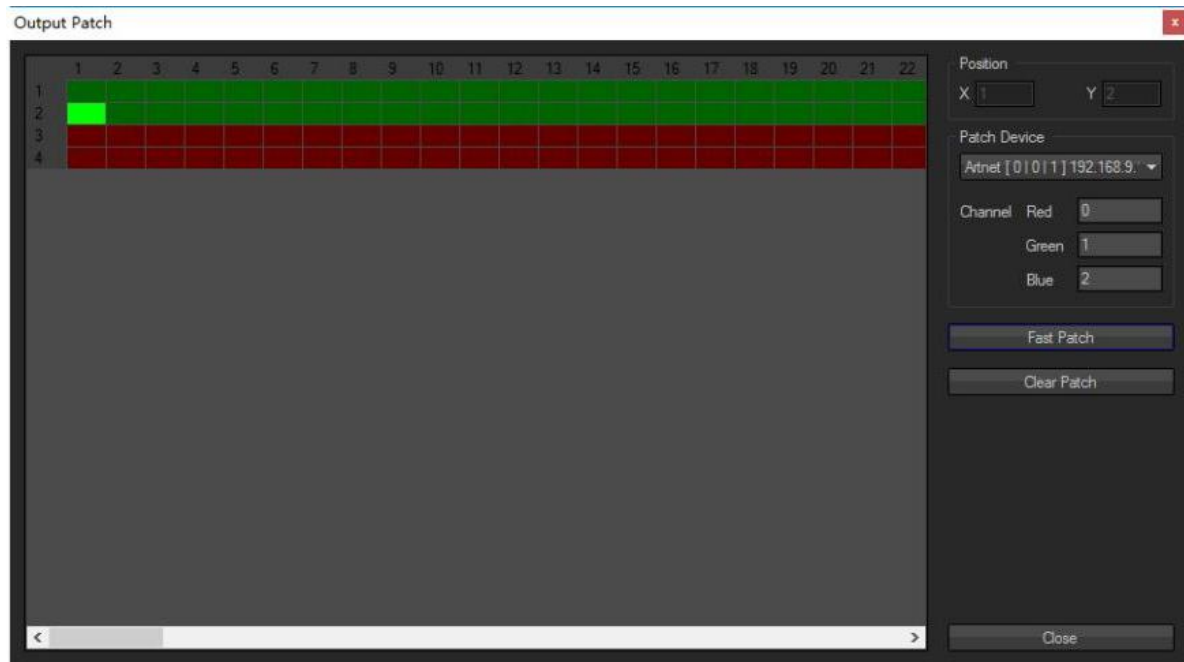 Output Patch
x
1 2 3 4 5 6 7 8 9 10 11 12 13 14 15 16 17 18 19 20 21 22
1
2
3
4
Position
X 1 Y 2
Patch Device
Artnet [ 0 | 0 | 1 ] 192.168.9.
Channel Red 0
Green 1
Blue 2
Fast Patch
Clear Patch
< >
Close